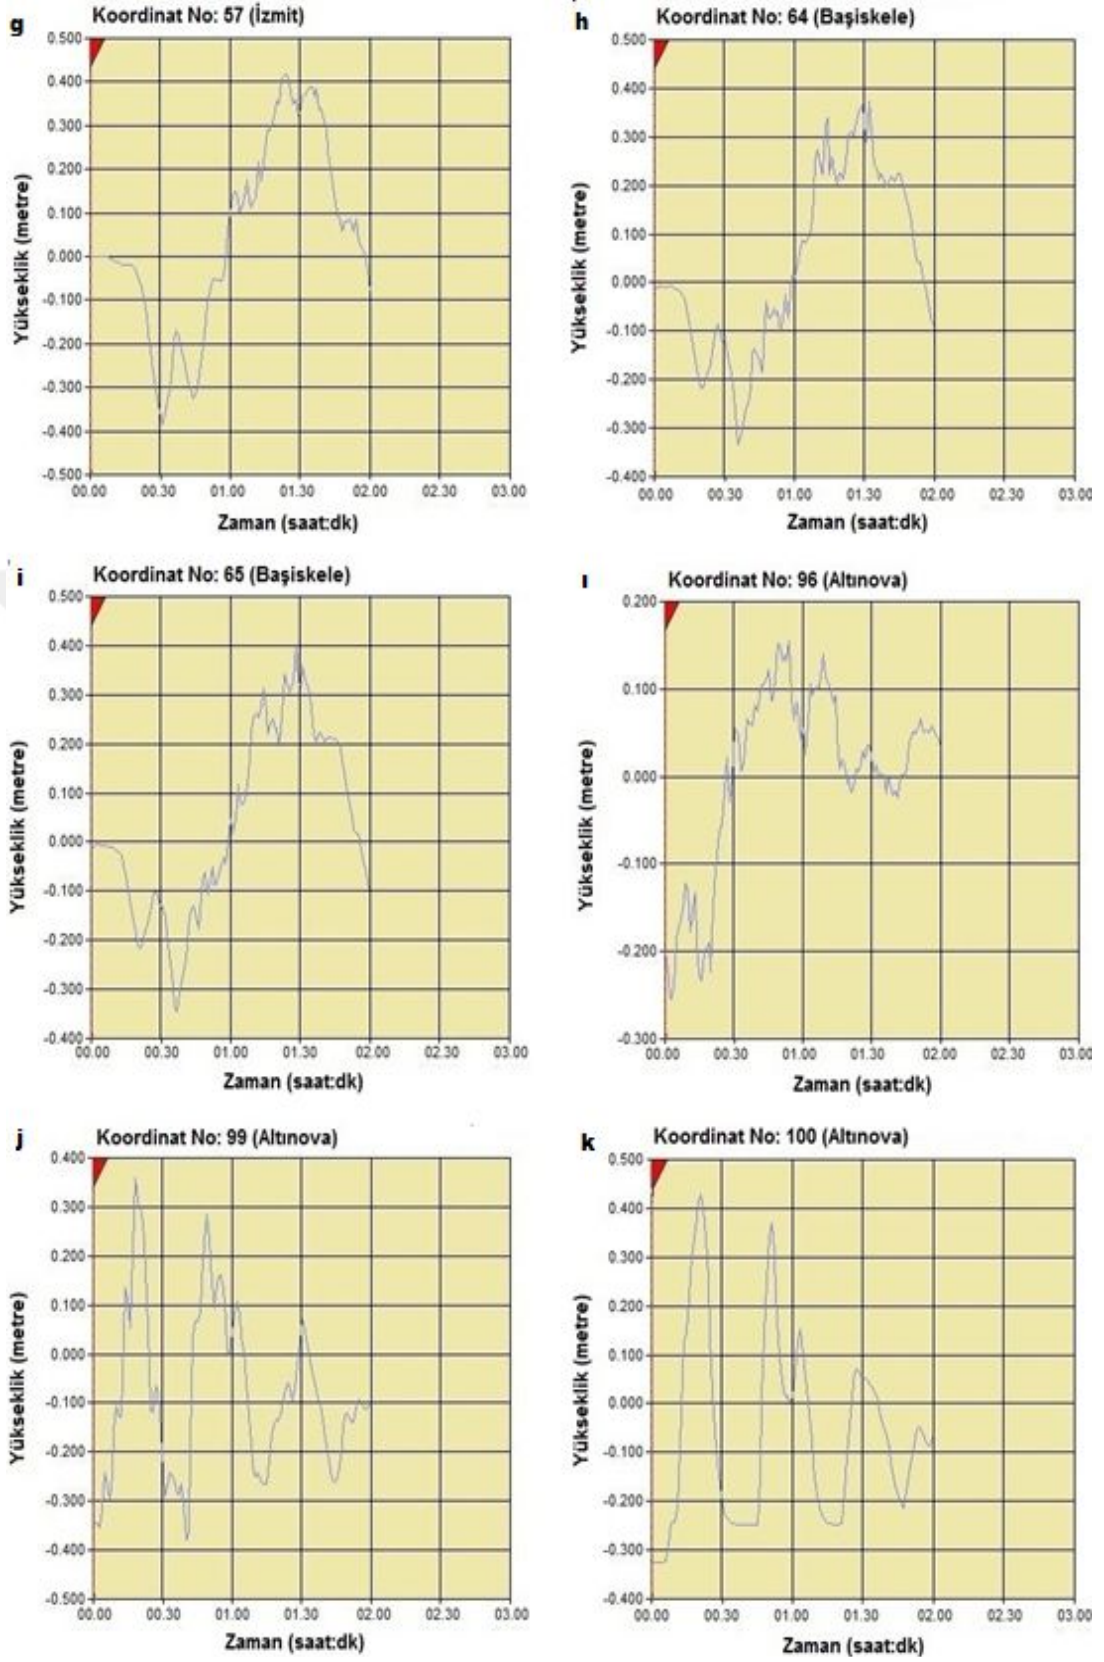 g
Koordinat No: 57 (İzmit)
0.500
0.400
0.300
0.200
0.100
0.000
-0.100
-0.200
-0.300
-0.400
-0.500
Yükseklik (metre)
00.00 00.30 01.00 01.30 02.00 02.30 03.00
Zaman (saat:dk)
h
Koordinat No: 64 (Başiskele)
0.500
0.400
0.300
0.200
0.100
0.000
-0.100
-0.200
-0.300
-0.400
Yükseklik (metre)
00.00 00.30 01.00 01.30 02.00 02.30 03.00
Zaman (saat:dk)
i
Koordinat No: 65 (Başiskele)
0.500
0.400
0.300
0.200
0.100
0.000
-0.100
-0.200
-0.300
-0.400
Yükseklik (metre)
00.00 00.30 01.00 01.30 02.00 02.30 03.00
Zaman (saat:dk)
ı
Koordinat No: 96 (Altınova)
0.200
0.100
0.000
-0.100
-0.200
-0.300
Yükseklik (metre)
00.00 00.30 01.00 01.30 02.00 02.30 03.00
Zaman (saat:dk)
j
Koordinat No: 99 (Altınova)
0.400
0.300
0.200
0.100
0.000
-0.100
-0.200
-0.300
-0.400
-0.500
Yükseklik (metre)
00.00 00.30 01.00 01.30 02.00 02.30 03.00
Zaman (saat:dk)
k
Koordinat No: 100 (Altınova)
0.500
0.400
0.300
0.200
0.100
0.000
-0.100
-0.200
-0.300
-0.400
Yükseklik (metre)
00.00 00.30 01.00 01.30 02.00 02.30 03.00
Zaman (saat:dk)